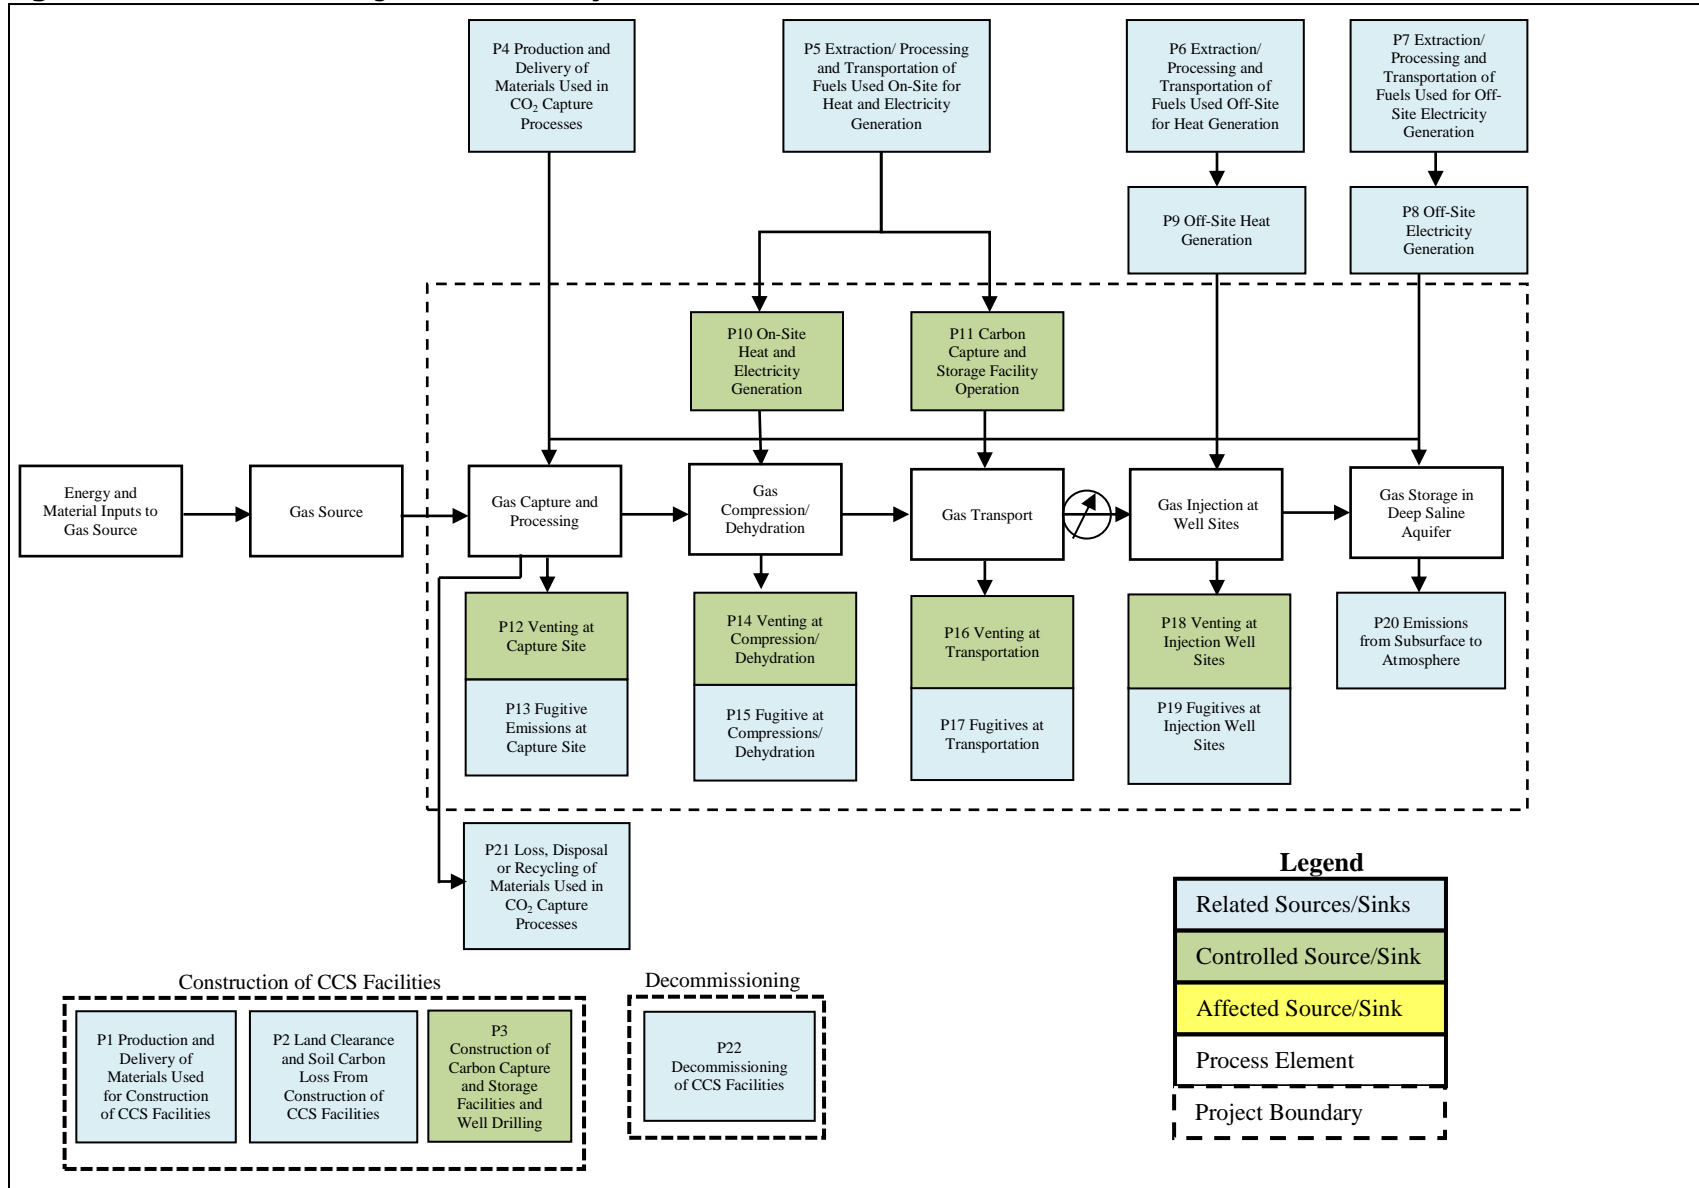 P4 Production and
Delivery of
Materials Used in
CO₂ Capture
Processes
P5 Extraction/ Processing
and Transportation of
Fuels Used On-Site for
Heat and Electricity
Generation
P6 Extraction/
Processing and
Transportation of
Fuels Used Off-Site
for Heat Generation
P7 Extraction/
Processing and
Transportation of
Fuels Used for Off-
Site Electricity
Generation
P9 Off-Site Heat
Generation
P8 Off-Site
Electricity
Generation
P10 On-Site
Heat and
Electricity
Generation
P11 Carbon
Capture and
Storage Facility
Operation
Energy and
Material Inputs to
Gas Source
Gas Source
Gas Capture and
Processing
Gas
Compression/
Dehydration
Gas Transport
Gas Injection at
Well Sites
Gas Storage in
Deep Saline
Aquifer
P12 Venting at
Capture Site
P14 Venting at
Compression/
Dehydration
P16 Venting at
Transportation
P18 Venting at
Injection Well
Sites
P20 Emissions
from Subsurface to
Atmosphere
P13 Fugitive
Emissions at
Capture Site
P15 Fugitive at
Compressions/
Dehydration
P17 Fugitives at
Transportation
P19 Fugitives at
Injection Well
Sites
P21 Loss, Disposal
or Recycling of
Materials Used in
CO₂ Capture
Processes
Legend
Related Sources/Sinks
Controlled Source/Sink
Affected Source/Sink
Process Element
Project Boundary
Construction of CCS Facilities
P1 Production and
Delivery of
Materials Used
for Construction
of CCS Facilities
P2 Land Clearance
and Soil Carbon
Loss From
Construction of
CCS Facilities
P3
Construction of
Carbon Capture
and Storage
Facilities and
Well Drilling
Decommissioning
P22
Decommissioning
of CCS Facilities